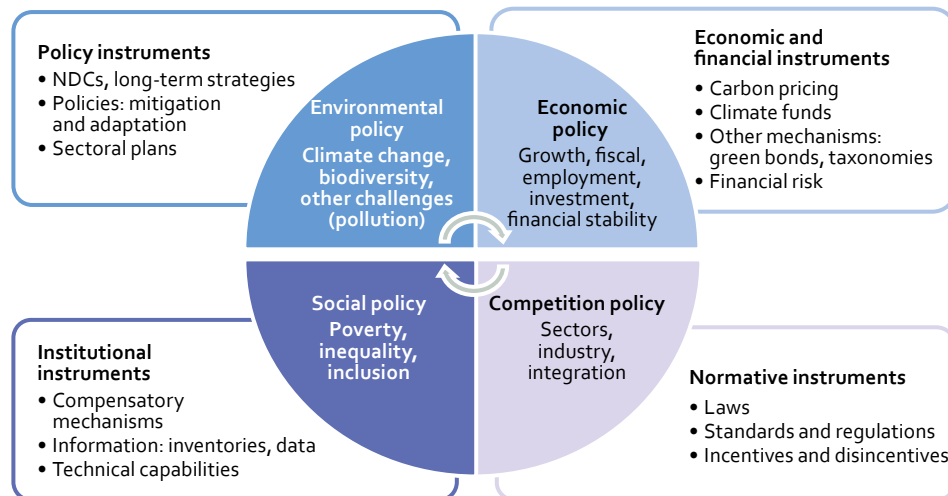 Policy instruments
• NDCs, long-term strategies
• Policies: mitigation
and adaptation
• Sectoral plans
Environmental
policy
Climate change,
biodiversity,
other challenges
(pollution)
Economic
policy
Growth, fiscal,
employment,
investment,
financial stability
Economic and
financial instruments
• Carbon pricing
• Climate funds
• Other mechanisms:
green bonds, taxonomies
• Financial risk
Institutional
instruments
• Compensatory
mechanisms
• Information: inventories, data
• Technical capabilities
Social policy
Poverty,
inequality,
inclusion
Competition policy
Sectors,
industry,
integration
Normative instruments
• Laws
• Standards and regulations
• Incentives and disincentives